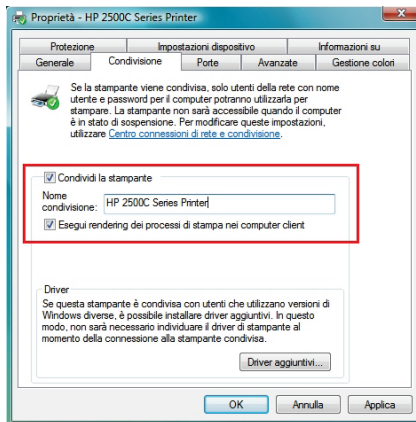 Proprietà - HP 2500C Series Printer
Protezione Impostazioni dispositivo Informazioni su
Generale Condivisione Porte Avanzate Gestione colori
Se la stampante viene condivisa, solo utenti della rete con nome
utente e password per il computer potranno utilizzarla per
stampare. La stampante non sarà accessibile quando il computer
è in stato di sospensione. Per modificare queste impostazioni,
utilizzare Centro connessioni di rete e condivisione.
Condividi la stampante
Nome
condivisione: HP 2500C Series Printer
Esegui rendering dei processi di stampa nei computer client
Driver
Se questa stampante è condivisa con utenti che utilizzano versioni di
Windows diverse, è possibile installare driver aggiuntivi. In questo
modo, non sarà necessario individuare il driver di stampante al
momento della connessione alla stampante condivisa.
Driver aggiuntivi...
OK Annulla Applica